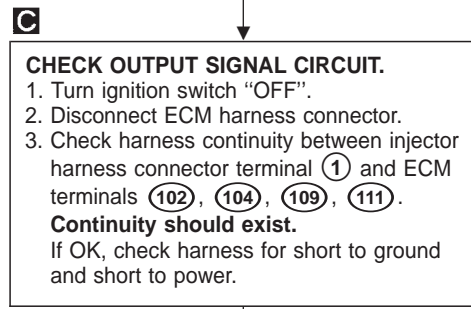 C
CHECK OUTPUT SIGNAL CIRCUIT.
1. Turn ignition switch ‘‘OFF’’.
2. Disconnect ECM harness connector.
3. Check harness continuity between injector
harness connector terminal ① and ECM
terminals (102), (104), (109), (111).
Continuity should exist.
If OK, check harness for short to ground
and short to power.